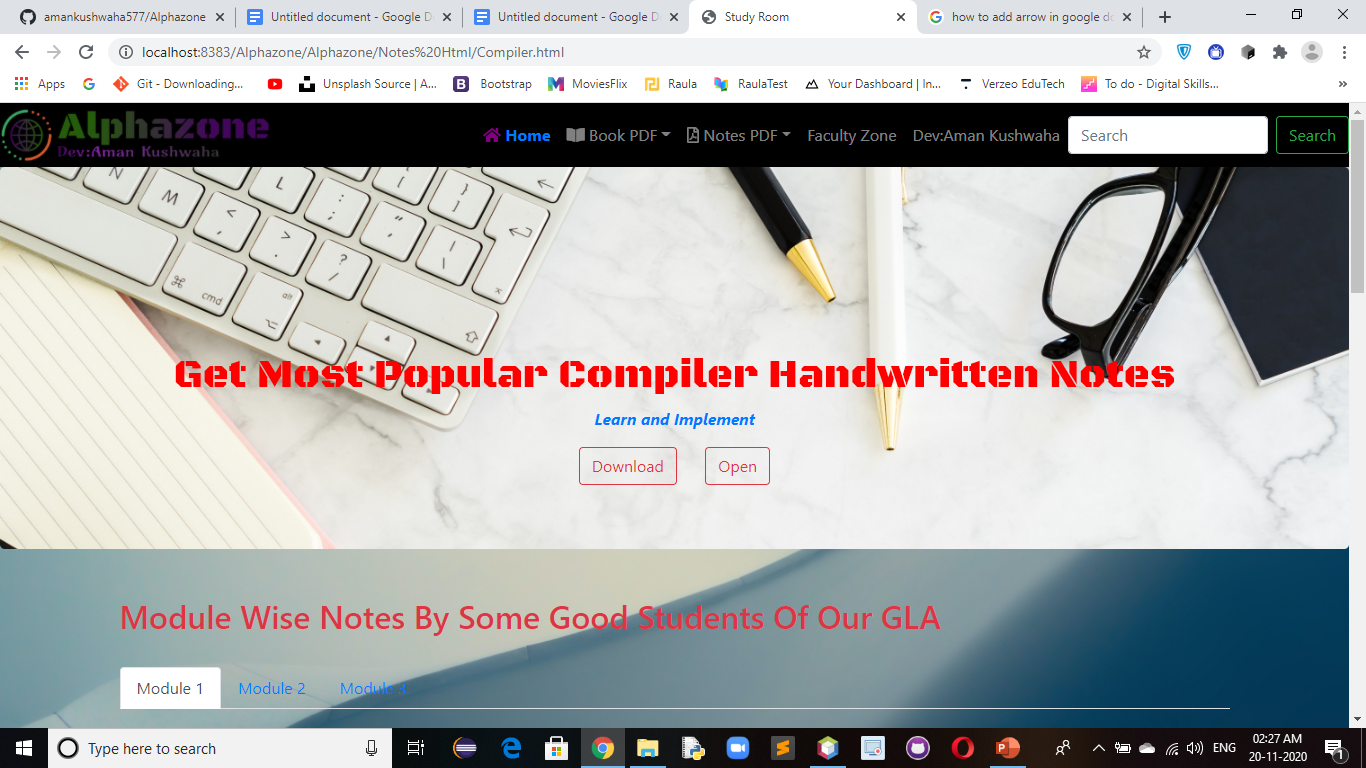 amankushwaha577/Alphazone
Untitled document - Google D
Untitled document - Google D
Study Room
how to add arrow in google do
localhost:8383/Alphazone/Alphazone/Notes%20Html/Compiler.html
Apps
Git - Downloading...
Unsplash Source | A...
Bootstrap
MoviesFlix
Raula
RaulaTest
Your Dashboard | In...
Verzeo EduTech
To do - Digital Skills...
»
Alphazone
Dev:Aman Kushwaha
Home
Book PDF
Notes PDF
Faculty Zone
Dev:Aman Kushwaha
Search
Search
N
M
L
cmd
alt
Get Most Popular Compiler Handwritten Notes
Learn and Implement
Download
Open
Module Wise Notes By Some Good Students Of Our GLA
Module 1
Module 2
Module 3
Type here to search
ENG
02:27 AM
20-11-2020
1